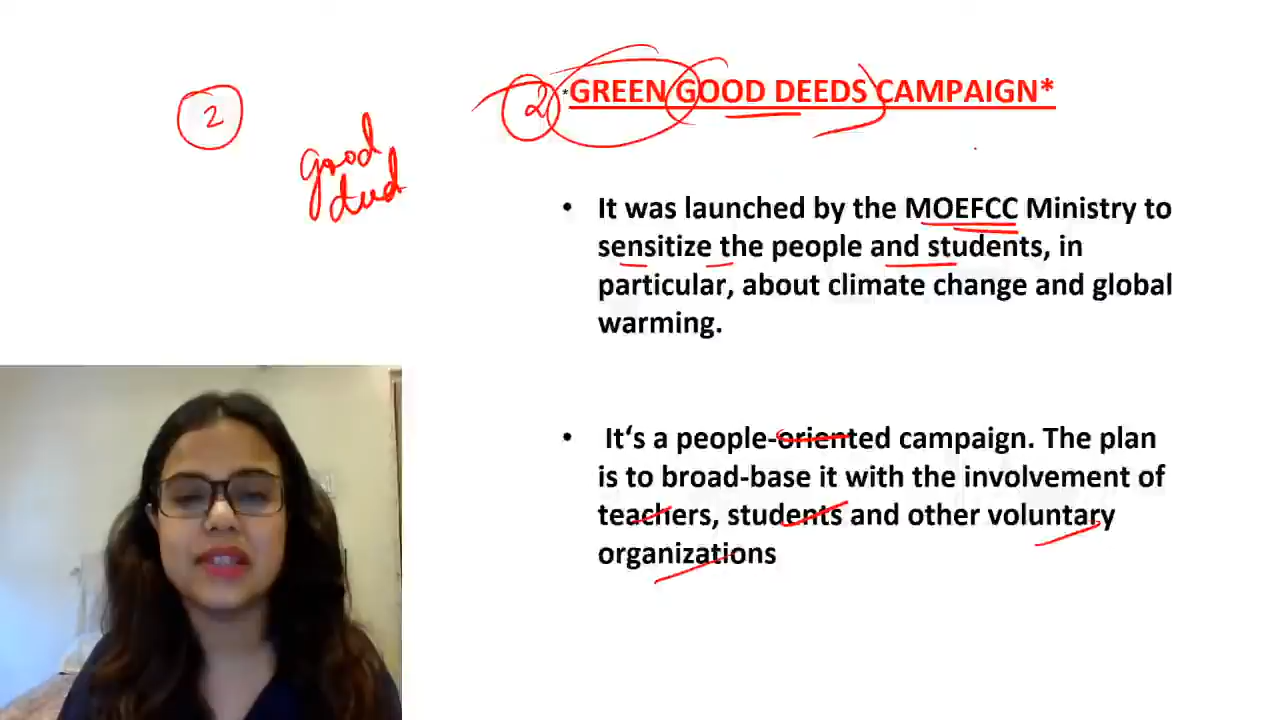 2
good
deed
2 *GREEN GOOD DEEDS CAMPAIGN*
• It was launched by the MOEFCC Ministry to
sensitize the people and students, in
particular, about climate change and global
warming.
• It‘s a people-oriented campaign. The plan
is to broad-base it with the involvement of
teachers, students and other voluntary
organizations